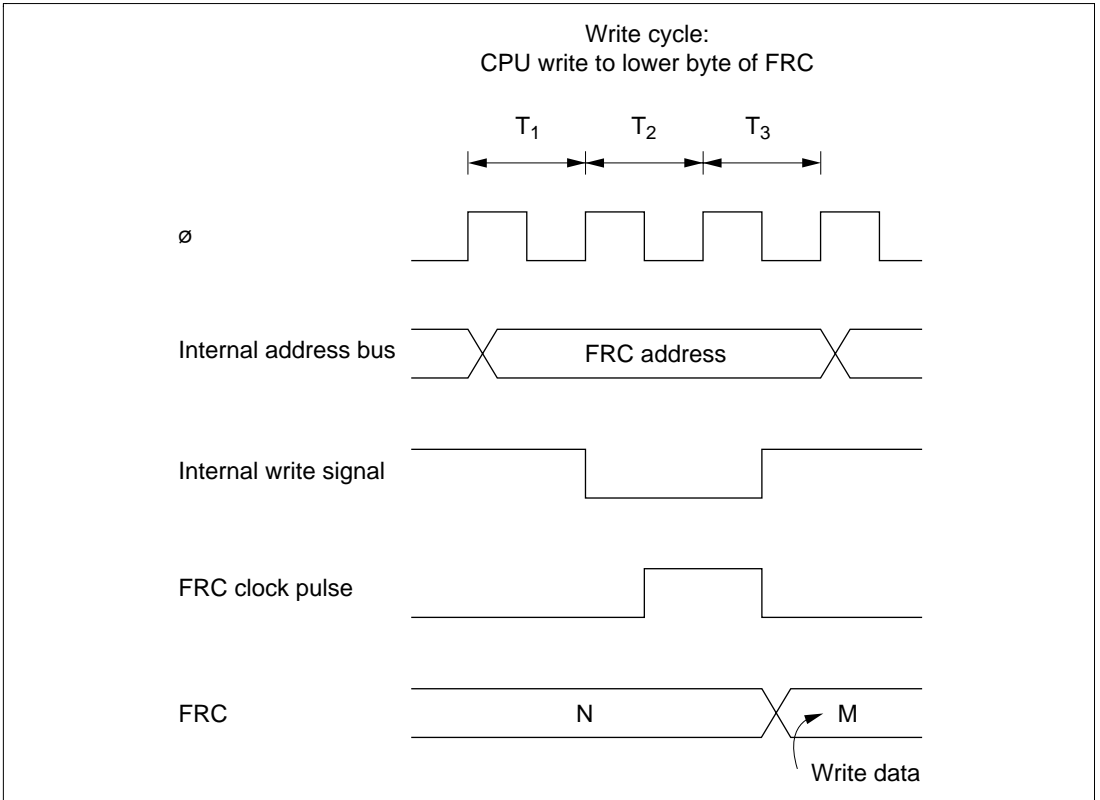 Write cycle:
CPU write to lower byte of FRC
T1 T2 T3
ø
Internal address bus
FRC address
Internal write signal
FRC clock pulse
FRC
N
M
Write data